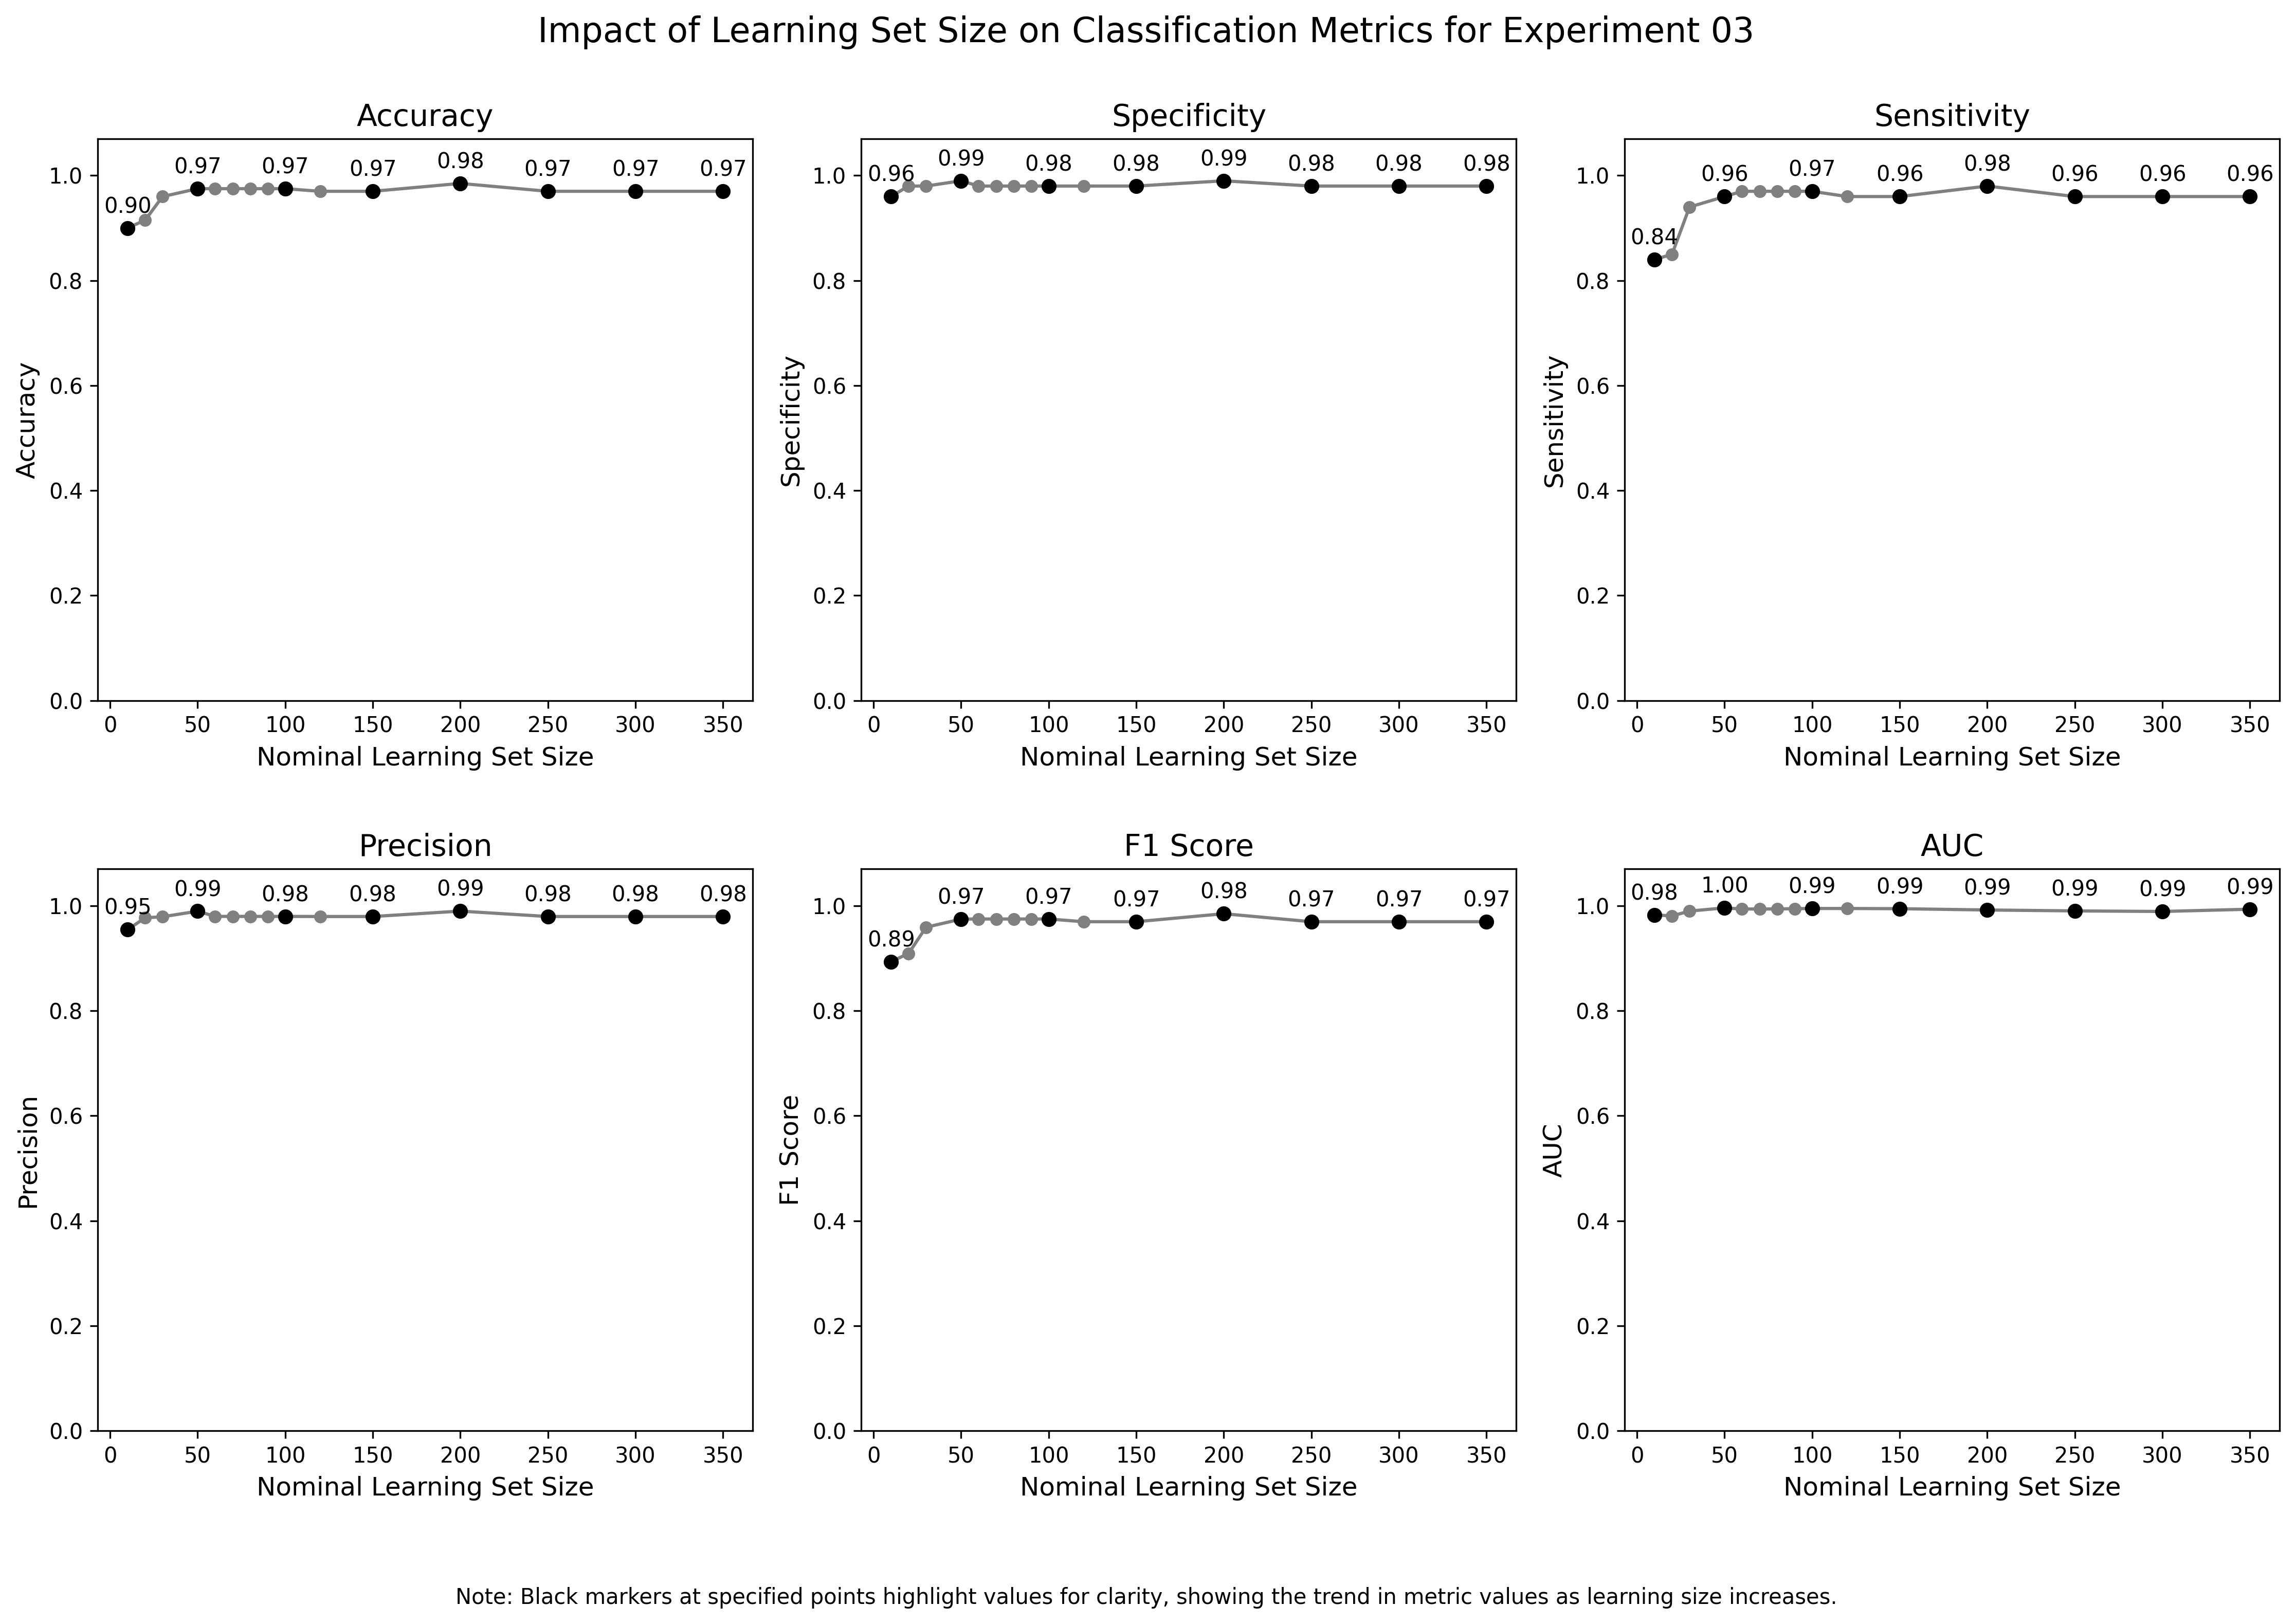 Impact of Learning Set Size on Classification Metrics for Experiment 03
Accuracy
0.90 0.97 0.97 0.97 0.98 0.97 0.97 0.97
1.0
0.8
0.6
0.4
0.2
0.0
Accuracy
0 50 100 150 200 250 300 350
Nominal Learning Set Size
Specificity
0.96 0.99 0.98 0.98 0.99 0.98 0.98 0.98
1.0
0.8
0.6
0.4
0.2
0.0
Specificity
0 50 100 150 200 250 300 350
Nominal Learning Set Size
Sensitivity
0.84 0.96 0.97 0.96 0.98 0.96 0.96 0.96
1.0
0.8
0.6
0.4
0.2
0.0
Sensitivity
0 50 100 150 200 250 300 350
Nominal Learning Set Size
Precision
0.95 0.99 0.98 0.98 0.99 0.98 0.98 0.98
1.0
0.8
0.6
0.4
0.2
0.0
Precision
0 50 100 150 200 250 300 350
Nominal Learning Set Size
F1 Score
0.89 0.97 0.97 0.97 0.98 0.97 0.97 0.97
1.0
0.8
0.6
0.4
0.2
0.0
F1 Score
0 50 100 150 200 250 300 350
Nominal Learning Set Size
AUC
0.98 1.00 0.99 0.99 0.99 0.99 0.99 0.99
1.0
0.8
0.6
0.4
0.2
0.0
AUC
0 50 100 150 200 250 300 350
Nominal Learning Set Size
Note: Black markers at specified points highlight values for clarity, showing the trend in metric values as learning size increases.